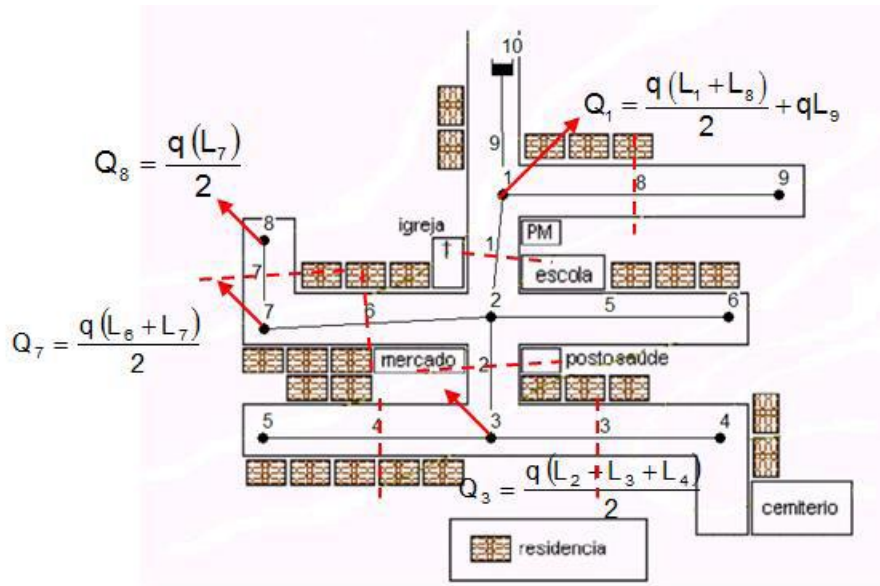 10
Q₁ = q (L₁ + L₈) / 2 + qL₉
9
Q₈ = q (L₇) / 2
1
8
9
igreja
PM
8
†
1
escola
7
2
5
6
7
6
Q₇ = q (L₆ + L₇) / 2
mercado
2
posto saúde
5
4
3
3
4
Q₃ = q (L₂ + L₃ + L₄) / 2
cemiterio
residencia